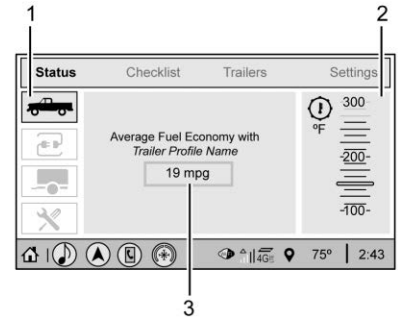 1
2
Status Checklist Trailers Settings
300
°F
-200-
-100-
Average Fuel Economy with
Trailer Profile Name
19 mpg
4G
75° 2:43
3